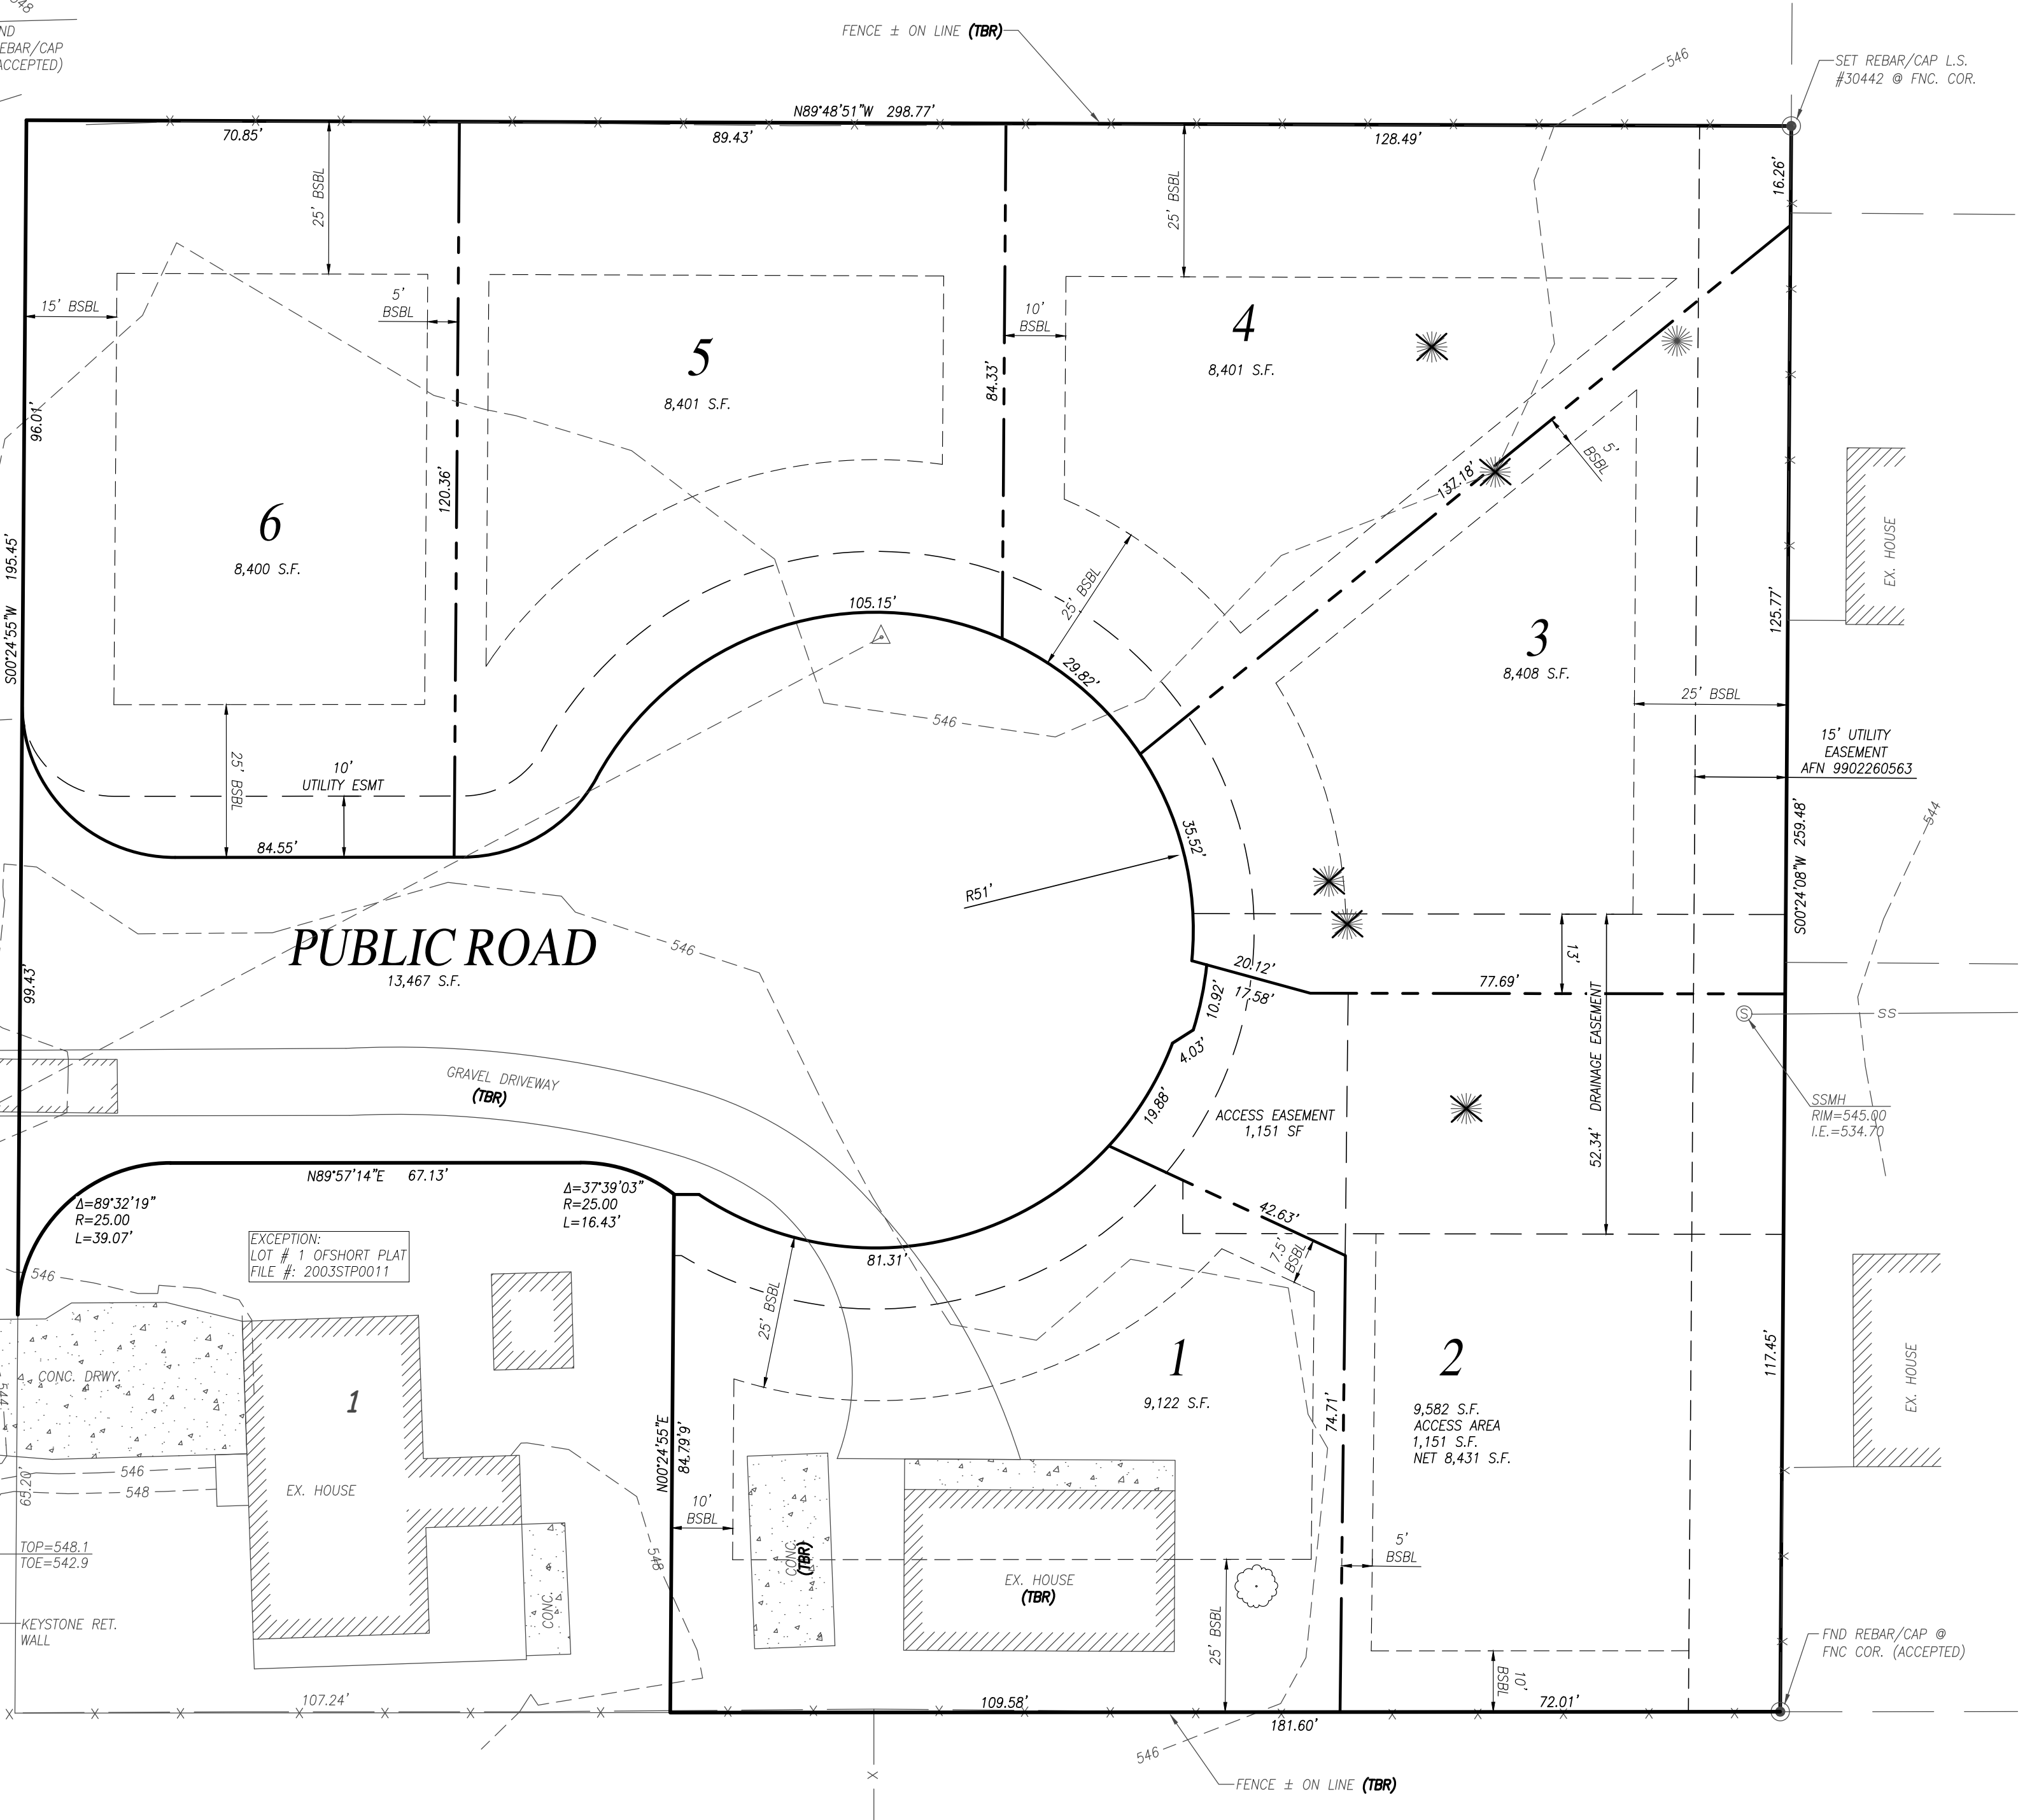 548
ND
EBAR/CAP
ACCEPTED)
FENCE ± ON LINE (TBR)
546
SET REBAR/CAP L.S.
#30442 @ FNC. COR.
N89°48'51"W 298.77'
70.85'
89.43'
128.49'
16.26'
25' BSBL
25' BSBL
15' BSBL
5'
BSBL
10'
BSBL
5
8,401 S.F.
4
8,401 S.F.
84.33'
96.01'
120.36'
137.18'
5'
BSBL
EX. HOUSE
6
8,400 S.F.
S00°24'55"W 195.45'
105.15'
25' BSBL
29.82'
125.77'
3
8,408 S.F.
25' BSBL
546
15' UTILITY
EASEMENT
AFN 9902260563
10'
UTILITY ESMT
25' BSBL
84.55'
35.52'
R51'
544
S00°24'08"W 259.48'
PUBLIC ROAD
13,467 S.F.
546
99.43'
13'
20.12'
17.58'
77.69'
10.92'
52.34' DRAINAGE EASEMENT
S
SS
4.03'
GRAVEL DRIVEWAY
(TBR)
19.88'
ACCESS EASEMENT
1,151 SF
SSMH
RIM=545.00
I.E.=534.70
N89°57'14"E 67.13'
Δ=89°32'19"
R=25.00
L=39.07'
Δ=37°39'03"
R=25.00
L=16.43'
EXCEPTION:
LOT # 1 OFSHORT PLAT
FILE #: 2003STP0011
42.63'
7.5'
BSBL
81.31'
546
25' BSBL
CONC. DRWY.
544
1
1
9,122 S.F.
2
9,582 S.F.
ACCESS AREA
1,151 S.F.
NET 8,431 S.F.
74.71'
117.45'
EX. HOUSE
N00°24'55"E
84.79'9'
546
548
65.20'
EX. HOUSE
10'
BSBL
5'
BSBL
TOP=548.1
TOE=542.9
548
CONC.
(TBR)
EX. HOUSE
(TBR)
CONC.
KEYSTONE RET.
WALL
25' BSBL
10'
BSBL
FND REBAR/CAP @
FNC COR. (ACCEPTED)
107.24'
109.58'
72.01'
181.60'
546
FENCE ± ON LINE (TBR)